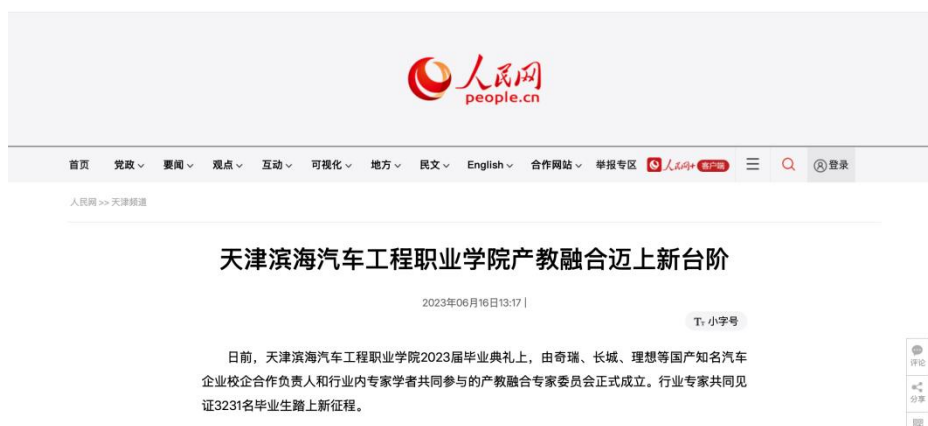 人民网
people.cn
首页 党政 要闻 观点 互动 可视化 地方 民文 English 合作网站 举报专区 人民网+ 客户端 登录
人民网 >> 天津频道
天津滨海汽车工程职业学院产教融合迈上新台阶
2023年06月16日13:17 |
TT 小字号
日前，天津滨海汽车工程职业学院2023届毕业典礼上，由奇瑞、长城、理想等国产知名汽车
企业校企合作负责人和行业内专家学者共同参与的产教融合专家委员会正式成立。行业专家共同见
证3231名毕业生踏上新征程。
评论
分享